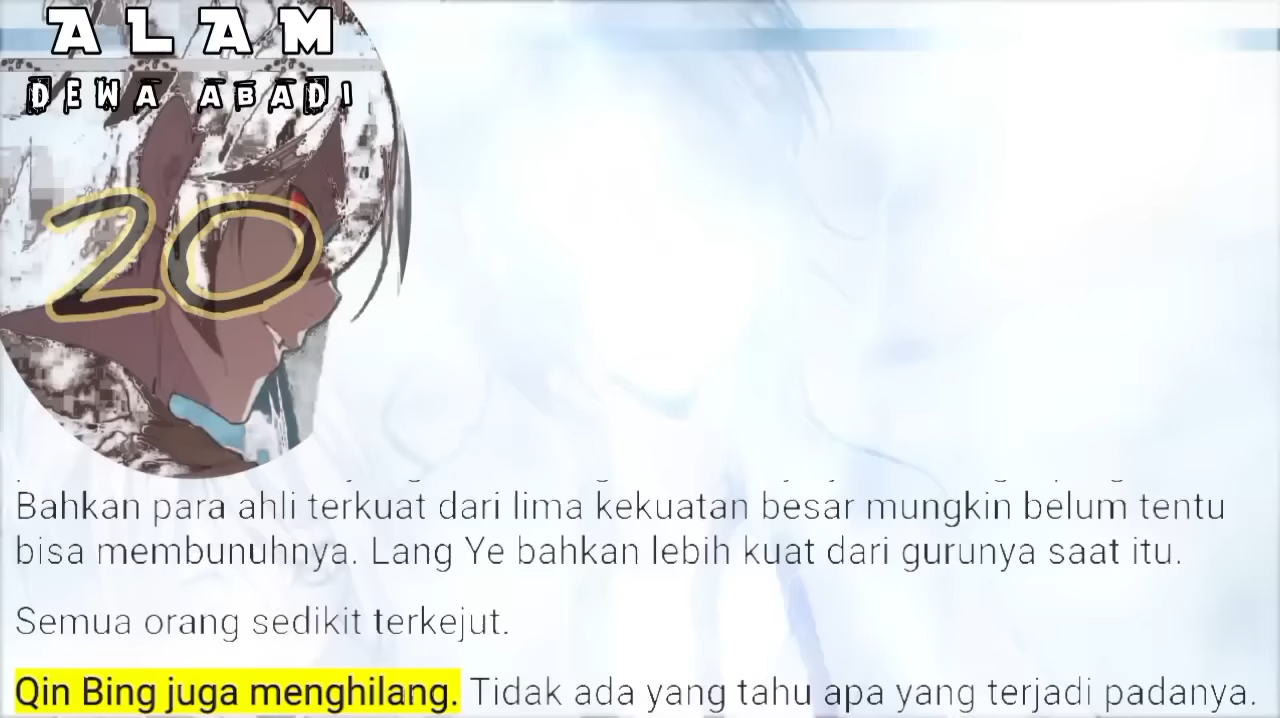 ALAM
DEWA ABADI
20
Bahkan para ahli terkuat dari lima kekuatan besar mungkin belum tentu
bisa membunuhnya. Lang Ye bahkan lebih kuat dari gurunya saat itu.
Semua orang sedikit terkejut.
Qin Bing juga menghilang. Tidak ada yang tahu apa yang terjadi padanya.